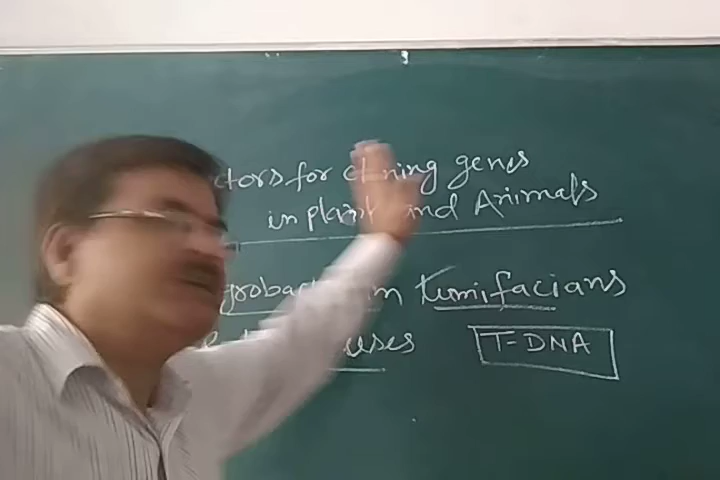 ctors for cloning genes
in plant and Animals
grobacterium tumifacians
uses T-DNA